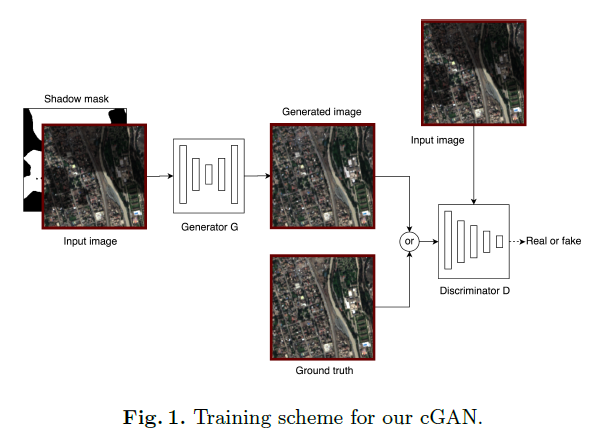 Shadow mask
Input image
Generator G
Generated image
Ground truth
Input image
or
Discriminator D
Real or fake
Fig. 1. Training scheme for our cGAN.